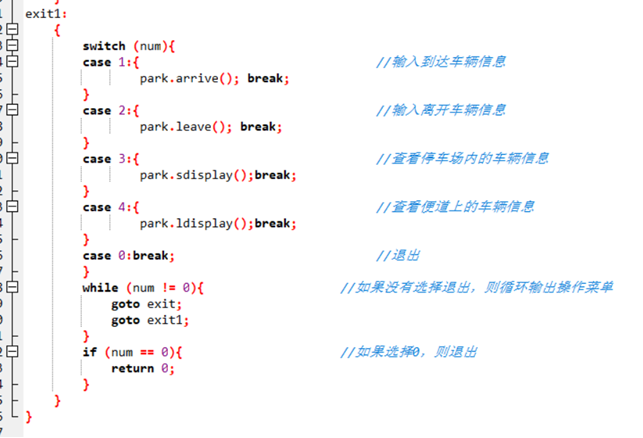 exit1:
{
switch (num){
case 1:{ //输入到达车辆信息
park.arrive(); break;
}
case 2:{ //输入离开车辆信息
park.leave(); break;
}
case 3:{ //查看停车场内的车辆信息
park.sdisplay();break;
}
case 4:{ //查看便道上的车辆信息
park.ldisplay();break;
}
case 0:break; //退出
}
while (num != 0){ //如果没有选择退出，则循环输出操作菜单
goto exit;
goto exit1;
}
if (num == 0){ //如果选择0，则退出
return 0;
}
}
}